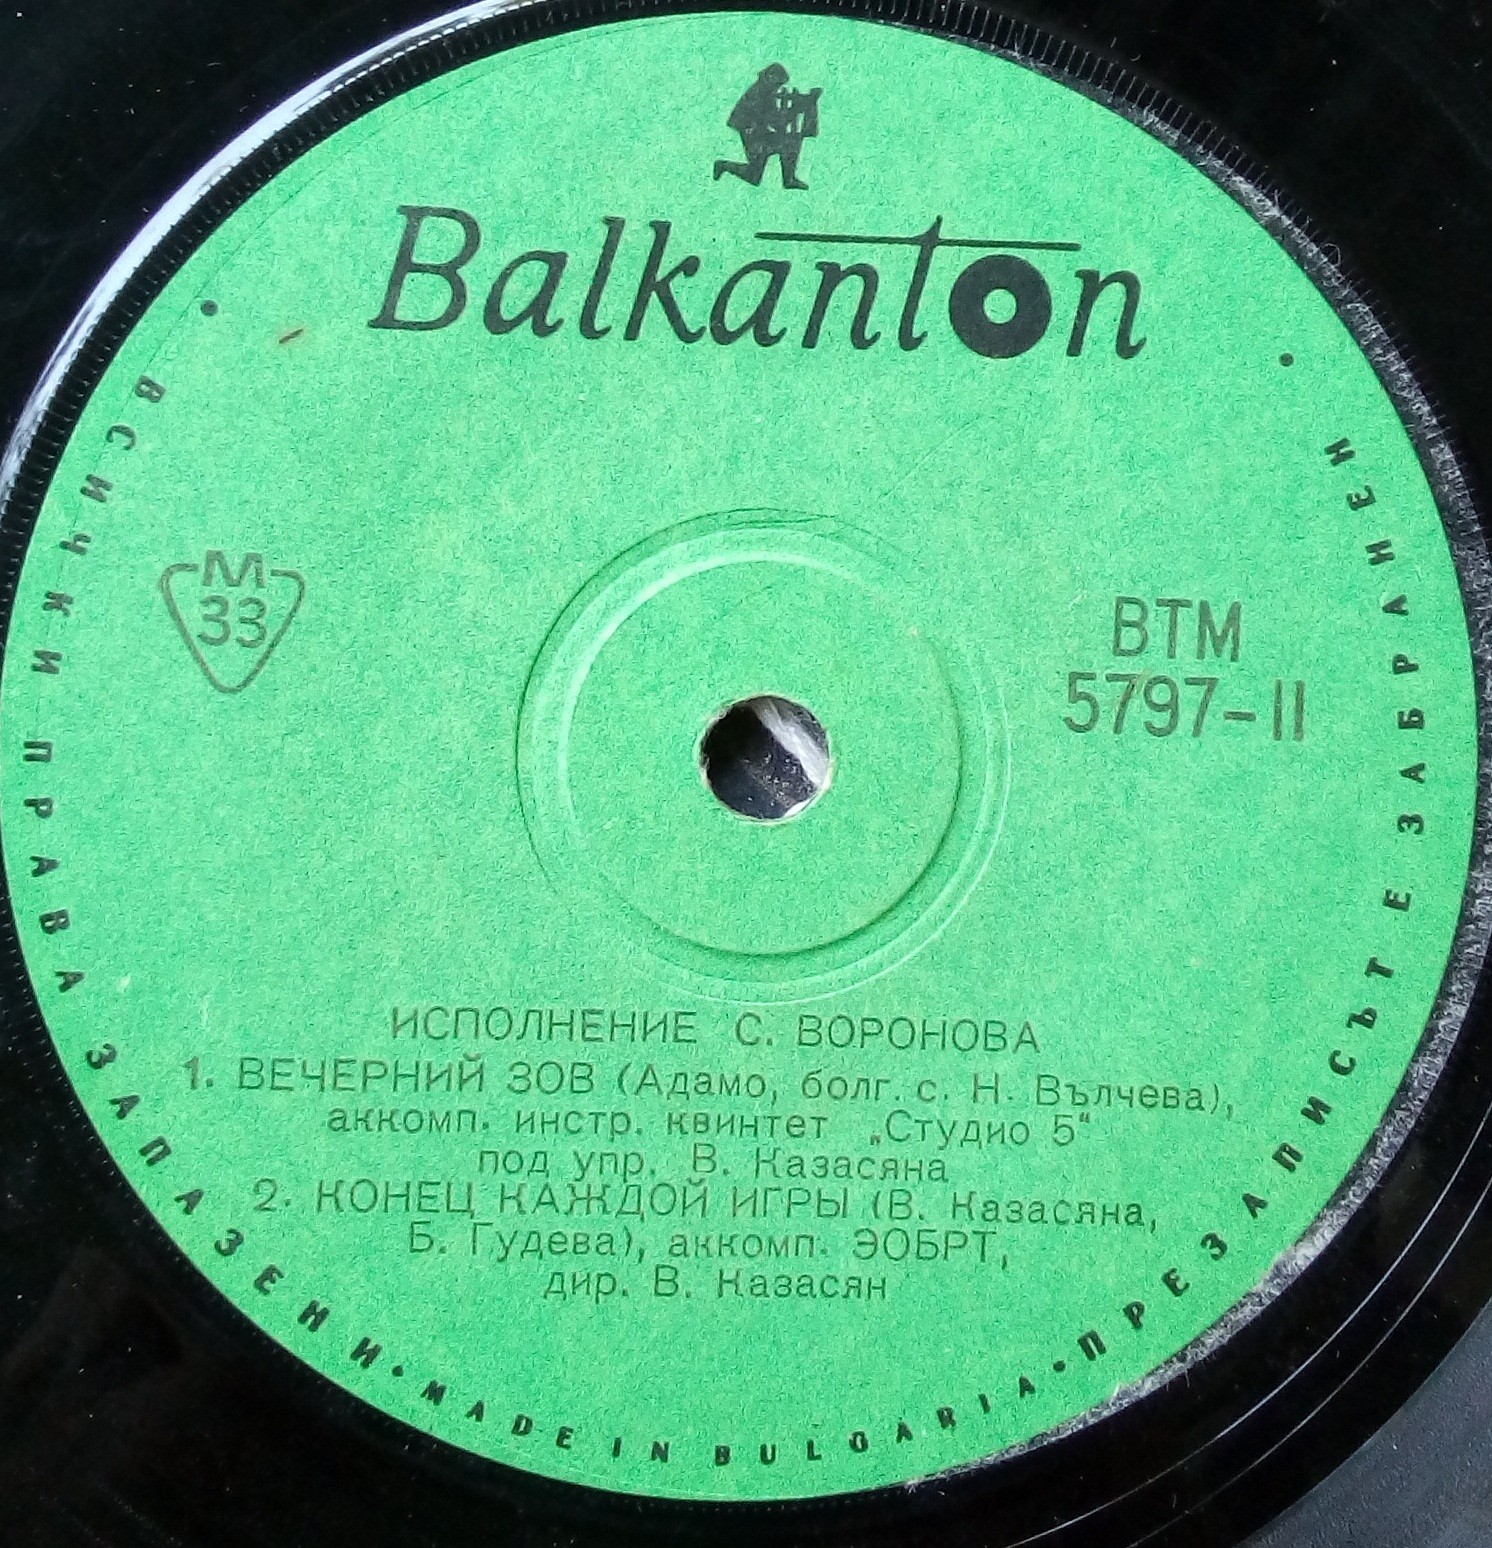 Balkanton
М
33
ВТМ
5797-II
ИСПОЛНЕНИЕ С. ВОРОНОВА
1. ВЕЧЕРНИЙ ЗОВ (Адамо, болг. с. Н. Вълчева),
аккомп. инстр. квинтет „Студио 5“
под упр. В. Казасяна
2. КОНЕЦ КАЖДОЙ ИГРЫ (В. Казасяна,
Б. Гудева), аккомп. ЭОБРТ,
дир. В. Казасян
• ВСИЧКИ ПРАВА ЗАПАЗЕНИ • MADE IN BULGARIA • ПРЕЗАПИСЪТ Е ЗАБРАНЕН •